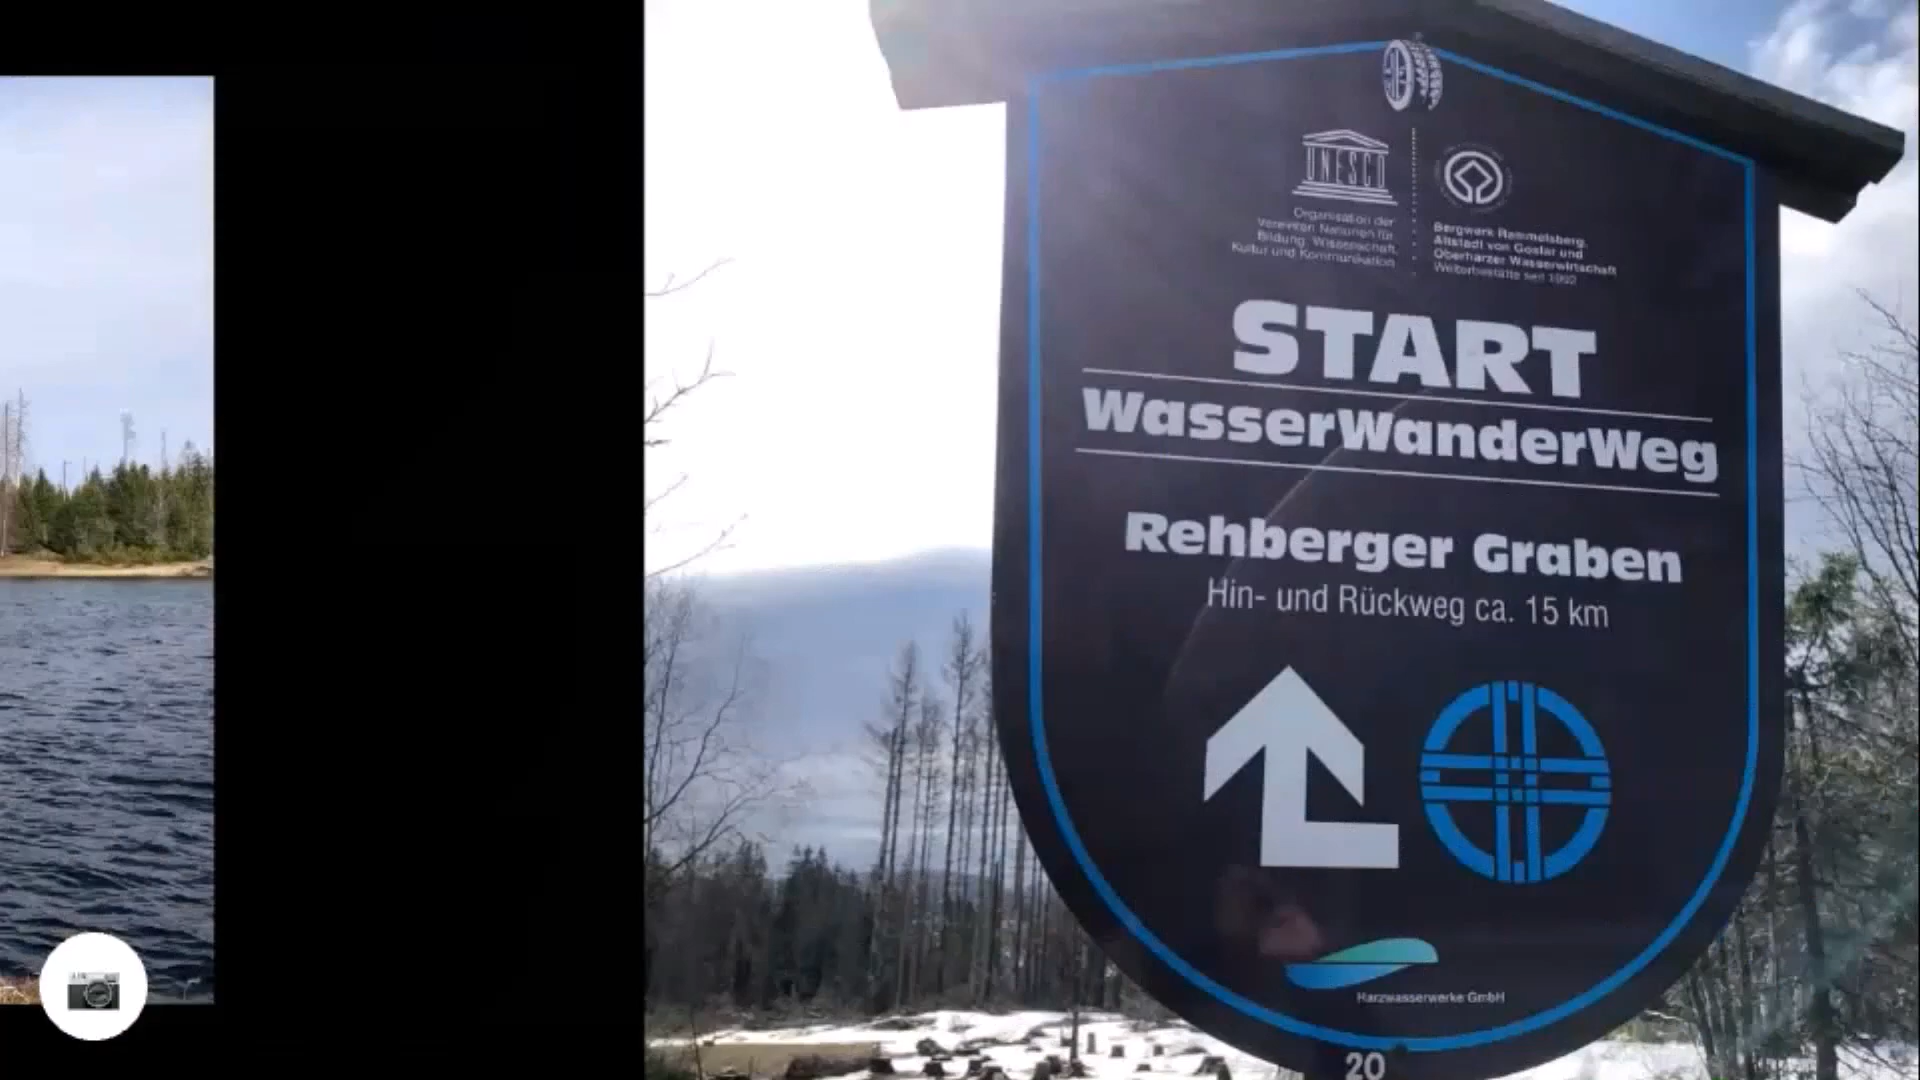 UNESCO
Organisation der
Vereinten Nationen für
Bildung, Wissenschaft,
Kultur und Kommunikation
Bergwerk Rammelsberg,
Altstadt von Goslar und
Oberharzer Wasserwirtschaft
Welterbestätte seit 1992
START
WasserWanderWeg
Rehberger Graben
Hin- und Rückweg ca. 15 km
Harzwasserwerke GmbH
20